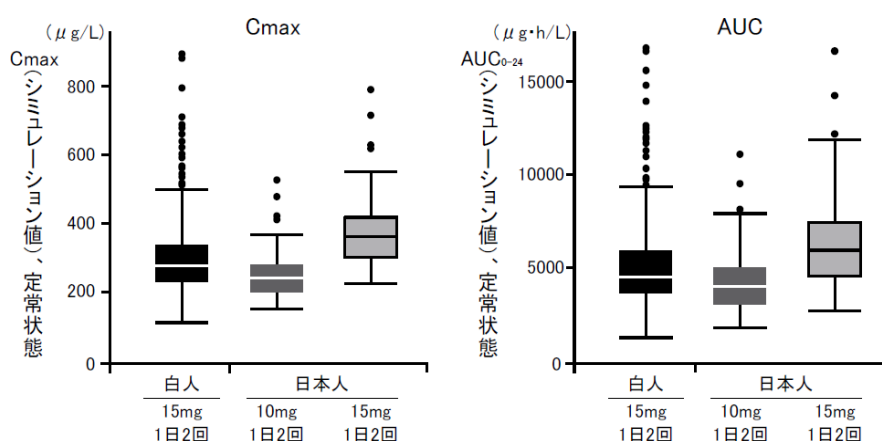 Cmax
(μg/L)
Cmax
(シミュレーション値)、定常状態
800
600
400
200
0
白人
日本人
15mg
10mg
15mg
1日2回
1日2回
1日2回
AUC
(μg・h/L)
AUC₀₋₂₄
(シミュレーション値)、定常状態
15000
10000
5000
0
白人
日本人
15mg
10mg
15mg
1日2回
1日2回
1日2回